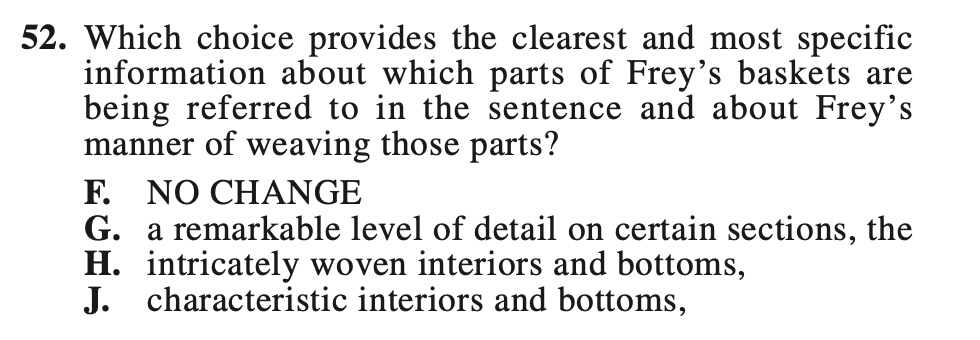 52. Which choice provides the clearest and most specific
information about which parts of Frey’s baskets are
being referred to in the sentence and about Frey’s
manner of weaving those parts?
F. NO CHANGE
G. a remarkable level of detail on certain sections, the
H. intricately woven interiors and bottoms,
J. characteristic interiors and bottoms,